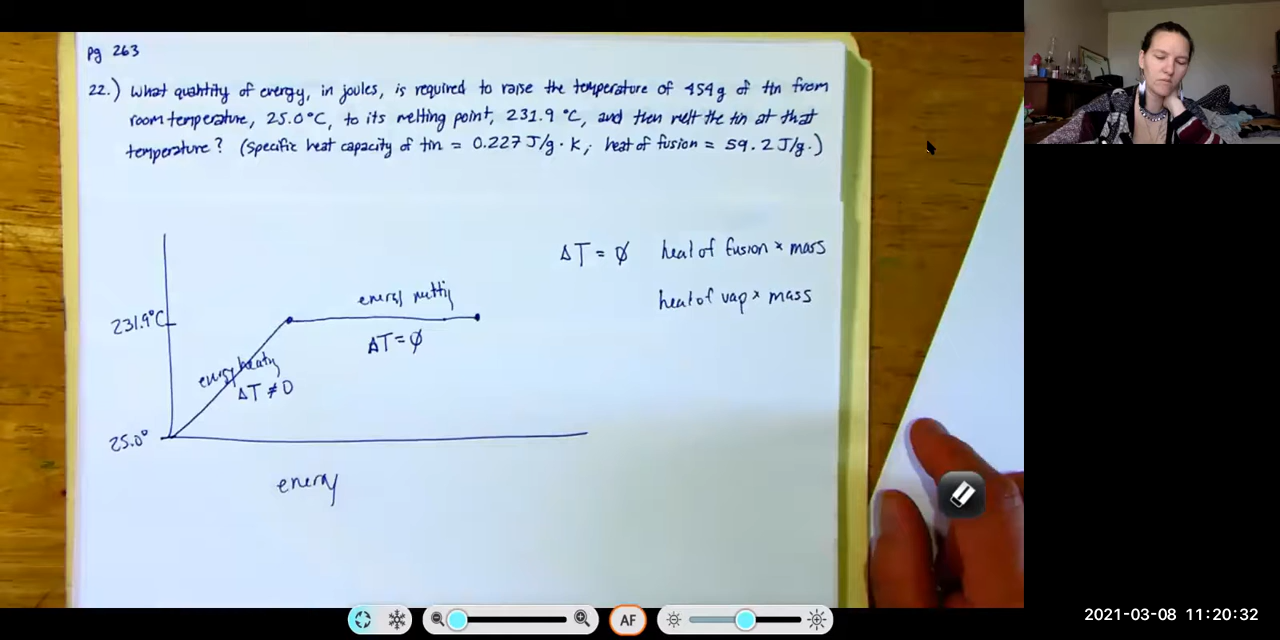 Pg 263
22.) What quantity of energy, in joules, is required to raise the temperature of 454g of tin from
room temperature, 25.0°C, to its melting point, 231.9 °C, and then melt the tin at that
temperature? (Specific heat capacity of tin = 0.227 J/g·K; heat of fusion = 59.2 J/g.)
ΔT = 0 heat of fusion × mass
heat of vap × mass
energy
231.9°C
ΔT = 0
energy
ΔT ≠ 0
25.0°
energy
AF
2021-03-08 11:20:32